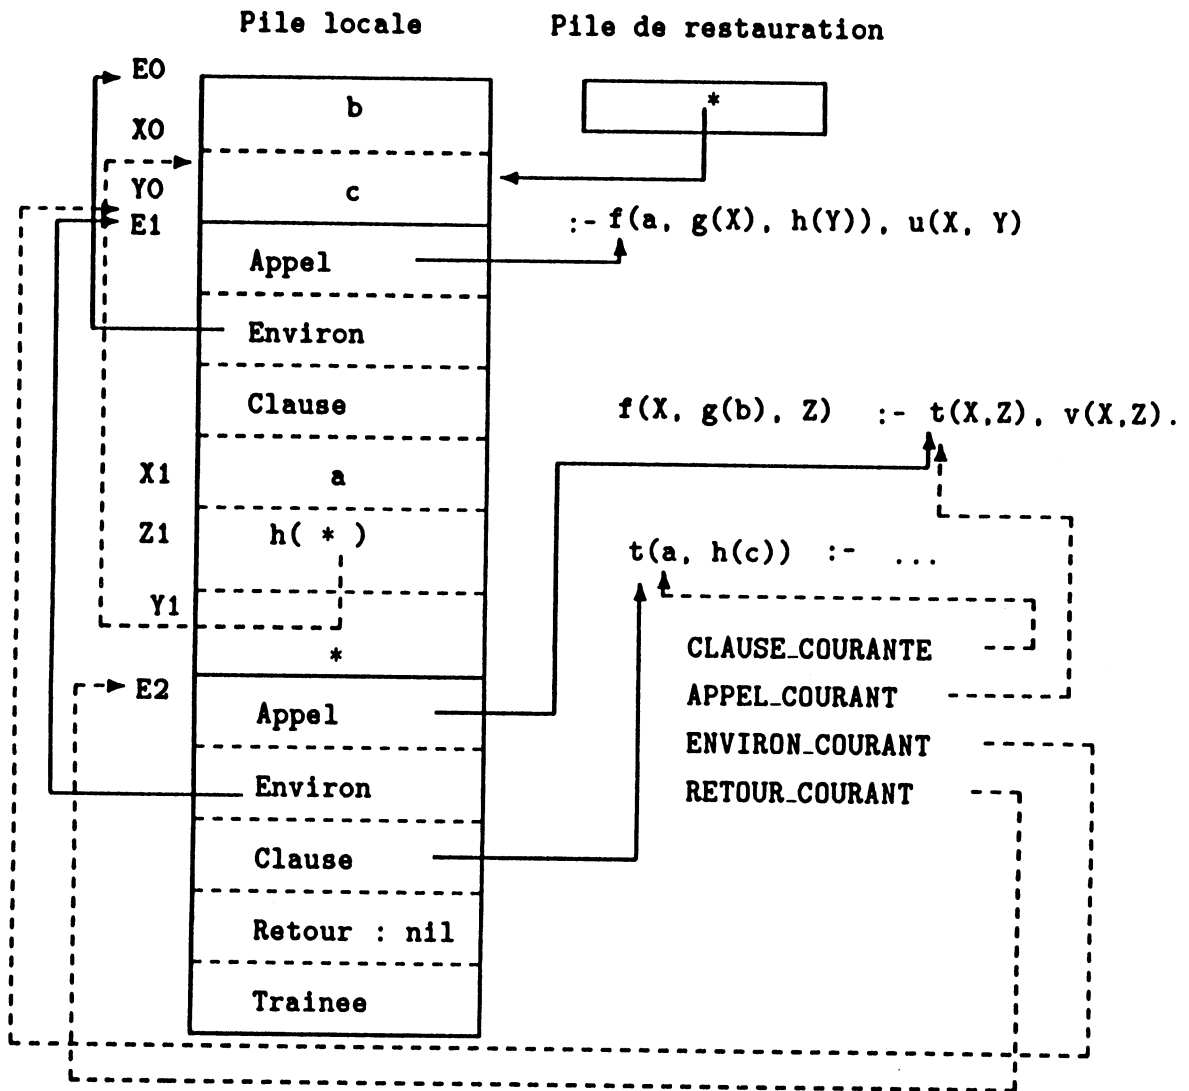 Pile locale Pile de restauration
E0
b
*
X0
Y0
c
E1
:- f(a, g(X), h(Y)), u(X, Y)
Appel
Environ
Clause
f(X, g(b), Z) :- t(X,Z), v(X,Z).
X1
a
Z1
h( * )
t(a, h(c)) :- ...
Y1
CLAUSE_COURANTE
*
E2
APPEL_COURANT
Appel
ENVIRON_COURANT
Environ
RETOUR_COURANT
Clause
Retour : nil
Trainee